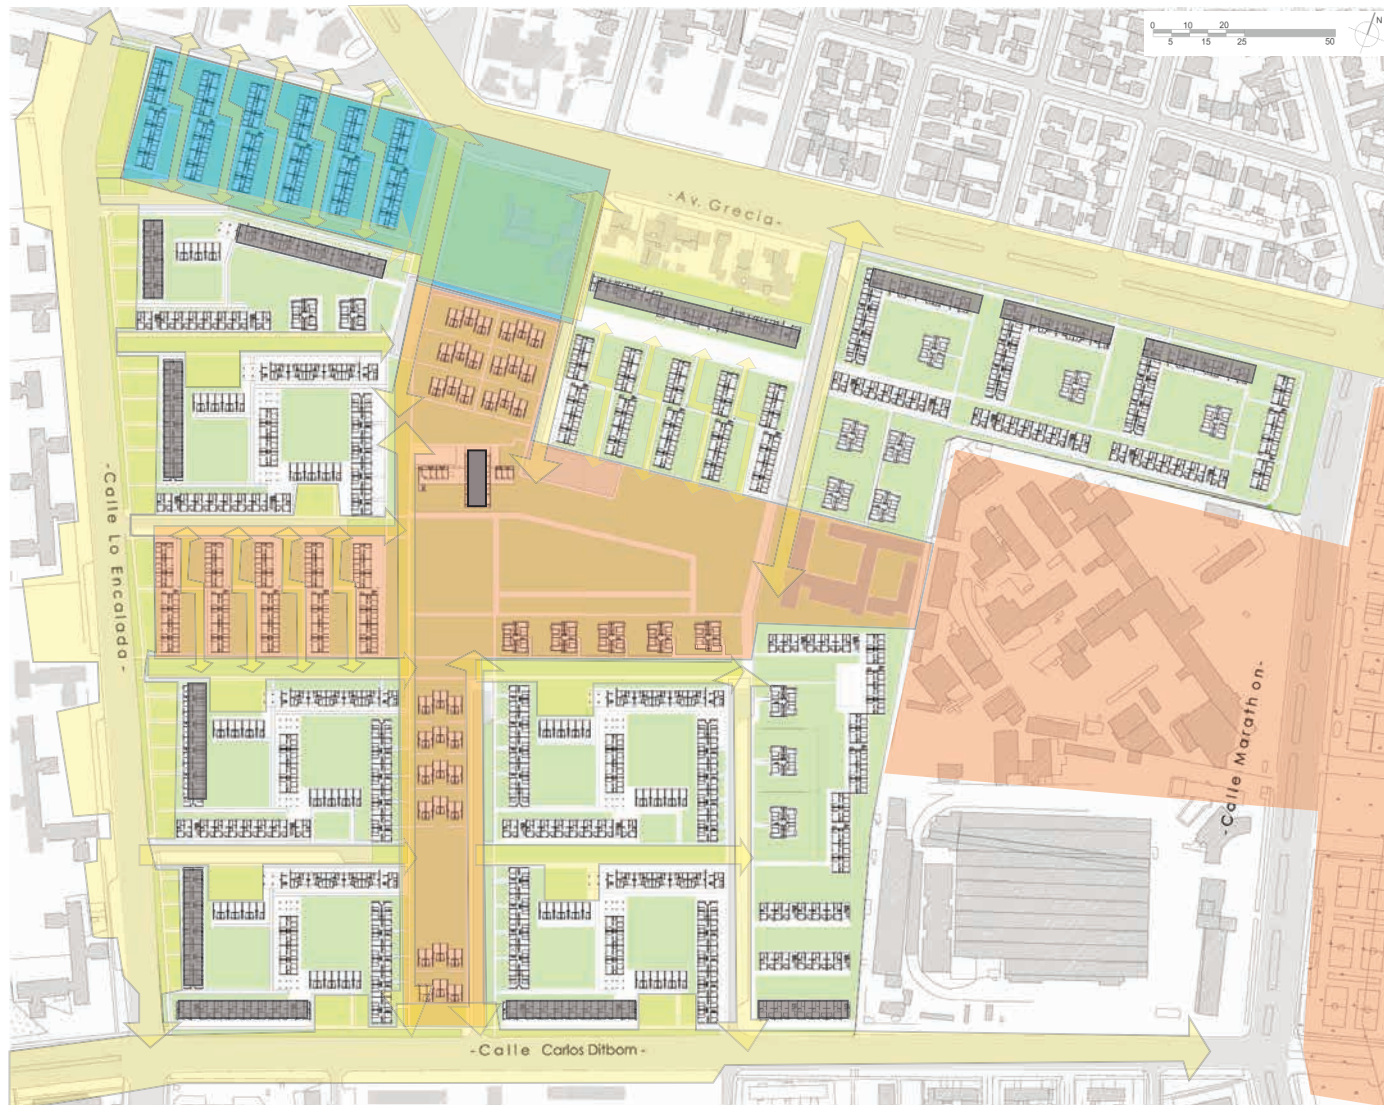 0 10 20
5 15 25 50
N
-Av. Grecia-
-Calle Lo Encalada-
-Calle Marathon-
-Calle Carlos Ditborn-